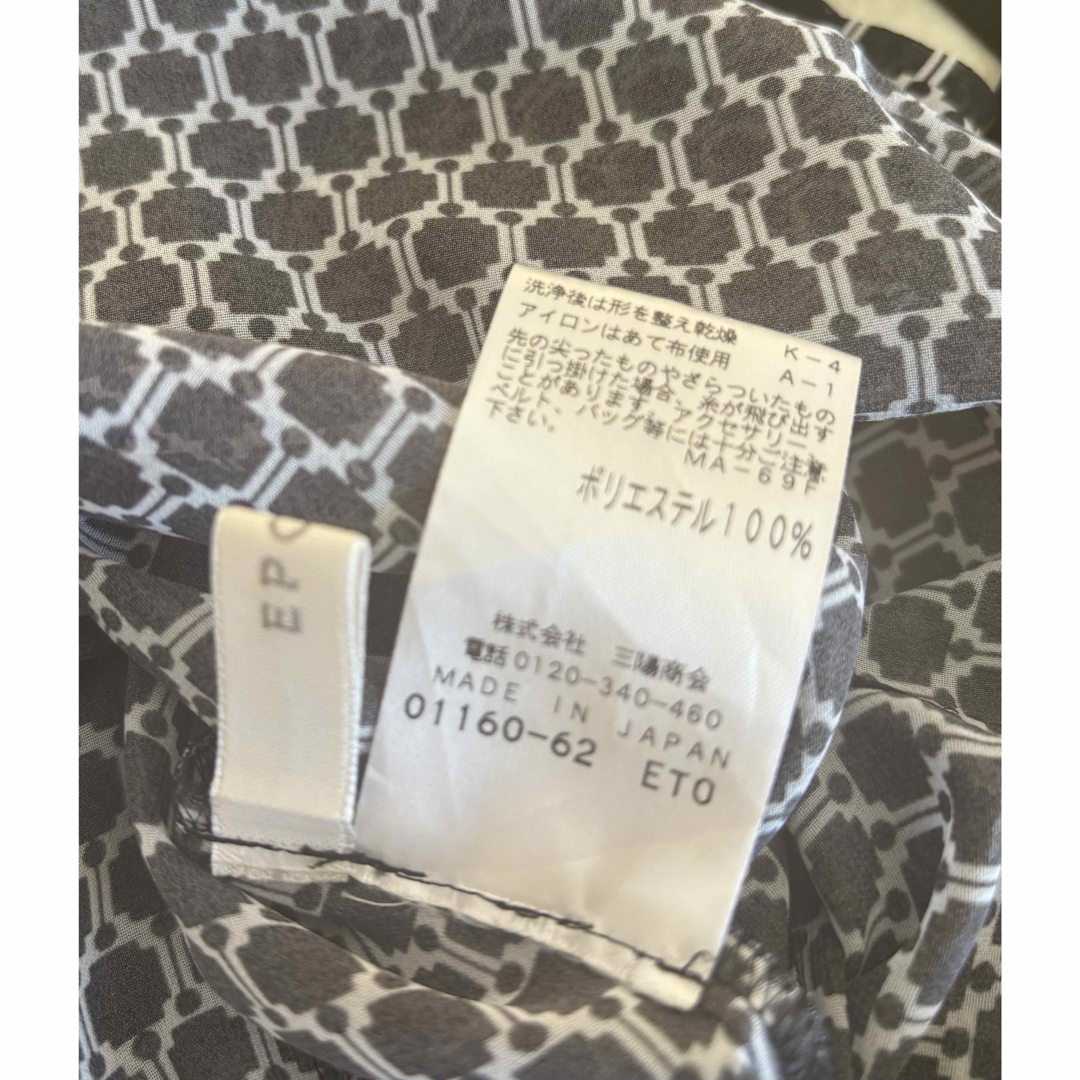 洗浄後は形を整え乾燥 K-4
アイロンはあて布使用 A-1
先の尖ったものやざらついたもの
に引っ掛けた場合、糸が飛び出す
ことがあります。アクセサリー、
ベルト、バッグ等には十分ご注意
下さい。 MA-69F
ポリエステル100%
株式会社 三陽商会
電話0120-340-460
MADE IN JAPAN
01160-62 ETO
EPO